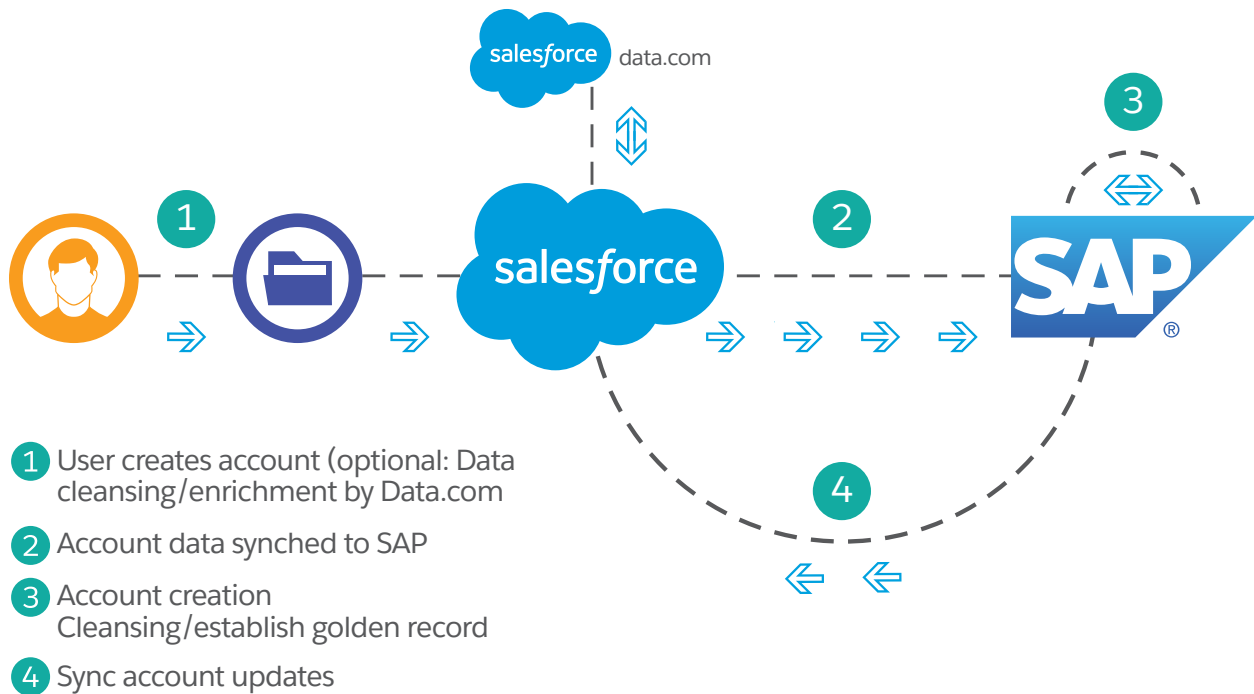 salesforce data.com
3
1
2
salesforce
SAP
®
4
1 User creates account (optional: Data
cleansing/enrichment by Data.com
2 Account data synched to SAP
3 Account creation
Cleansing/establish golden record
4 Sync account updates